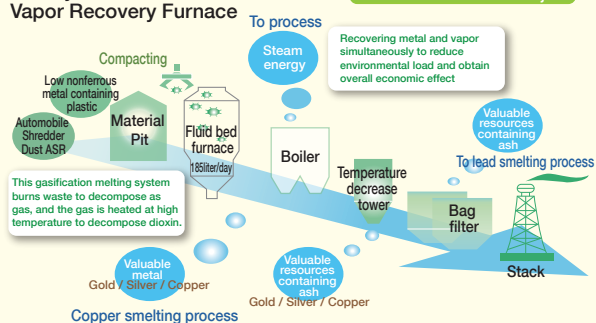 Vapor Recovery Furnace
To process
Steam
energy
Recovering metal and vapor
simultaneously to reduce
environmental load and obtain
overall economic effect
Compacting
Low nonferrous
metal containing
plastic
Automobile
Shredder
Dust ASR
Material
Pit
Fluid bed
furnace
185liter/day
Boiler
Temperature
decrease
tower
Valuable
resources
containing
ash
To lead smelting process
Bag
filter
Stack
This gasification melting system
burns waste to decompose as
gas, and the gas is heated at high
temperature to decompose dioxin.
Valuable
metal
Gold / Silver / Copper
Copper smelting process
Valuable
resources
containing
ash
Gold / Silver / Copper